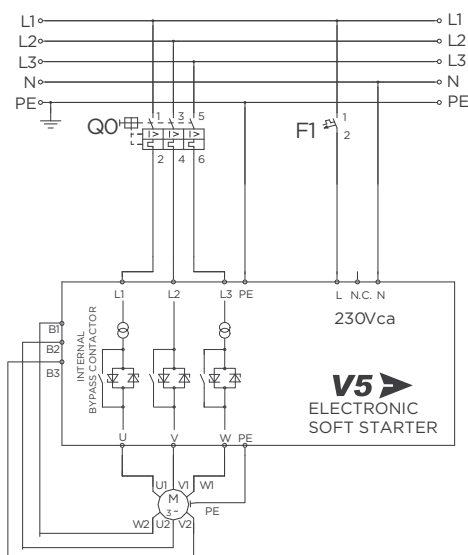 L1 L1
L2 L2
L3 L3
N N
PE PE
Q0 1 3 5 F1 1
I> I> I> 2
2 4 6
L1 L2 L3 PE L N.C. N
230Vca
B1
B2
B3
INTERNAL
BYPASS CONTACTOR
V5
ELECTRONIC
SOFT STARTER
U V W PE
U1 V1 W1
M
3~ PE
W2 U2 V2